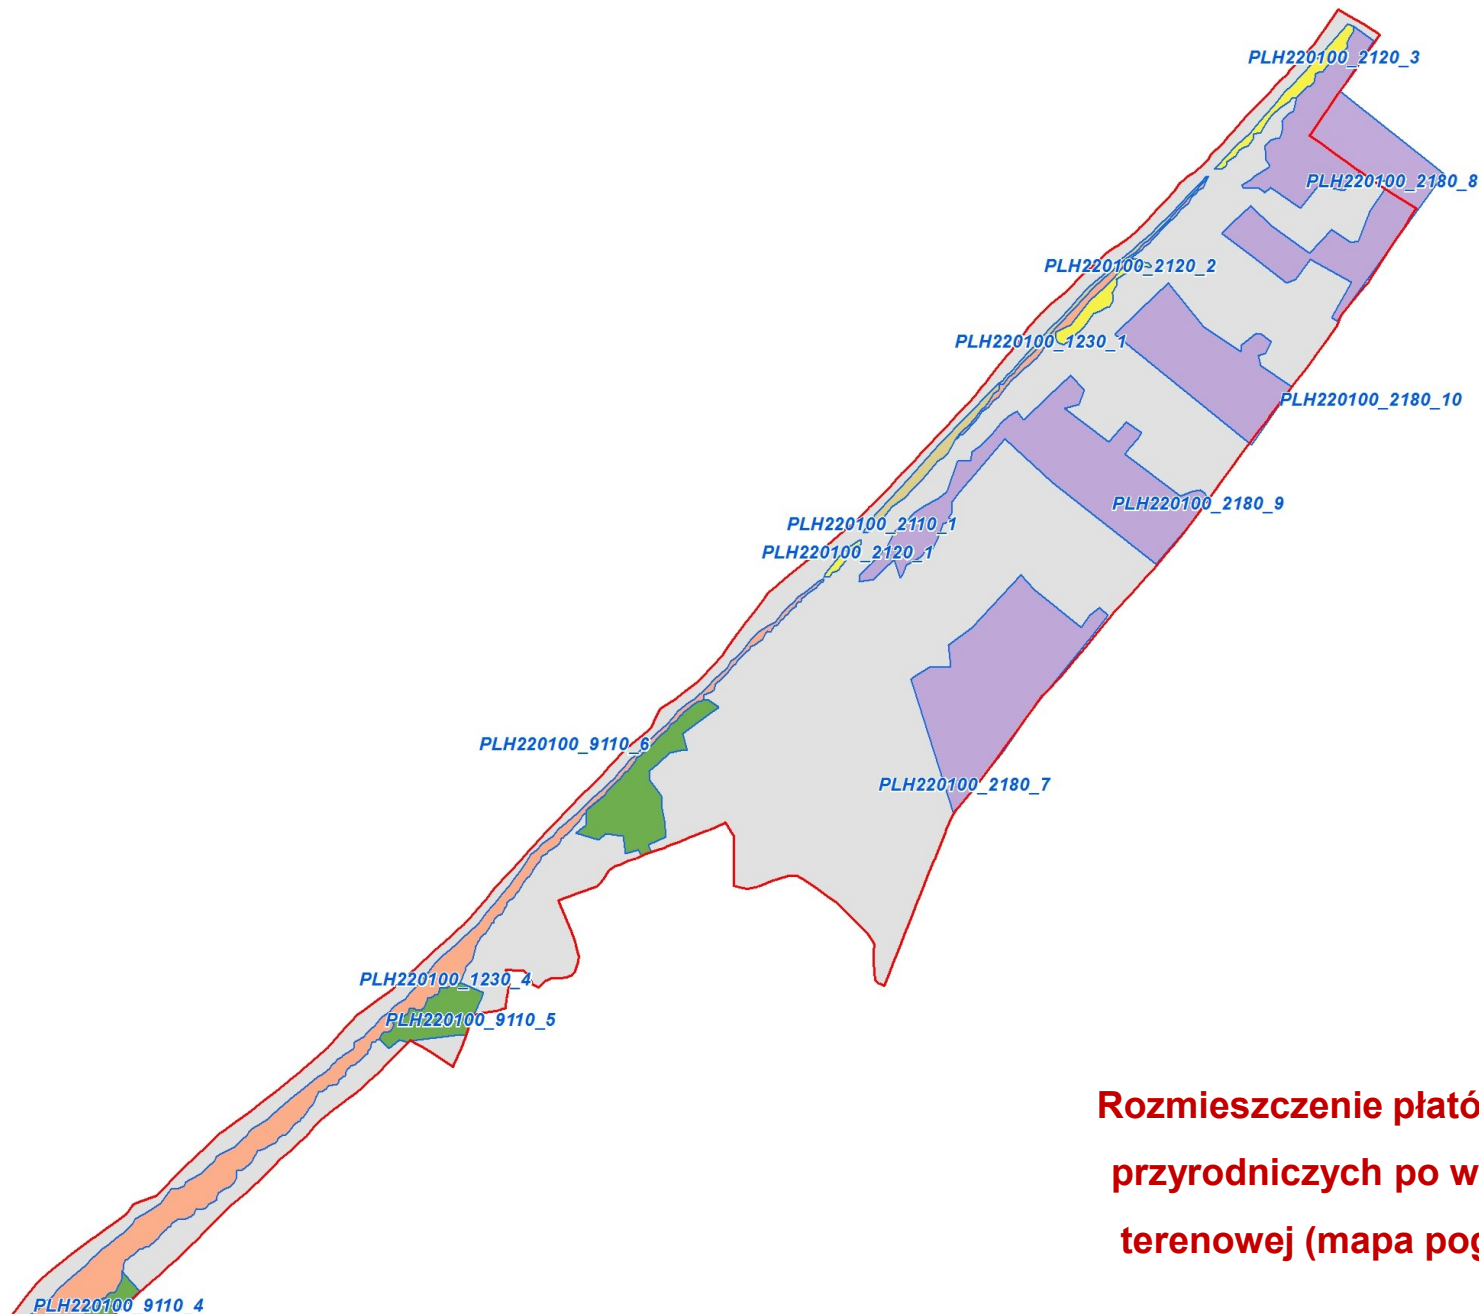 PLH220100_2120_3
PLH220100_2180_8
PLH220100_2120_2
PLH220100_1230_1
PLH220100_2180_10
PLH220100_2180_9
PLH220100_2110_1
PLH220100_2120_1
PLH220100_9110_6
PLH220100_2180_7
PLH220100_1230_4
PLH220100_9110_5
Rozmieszczenie płató
przyrodniczych po w
terenowej (mapa pog
PLH220100_9110_4